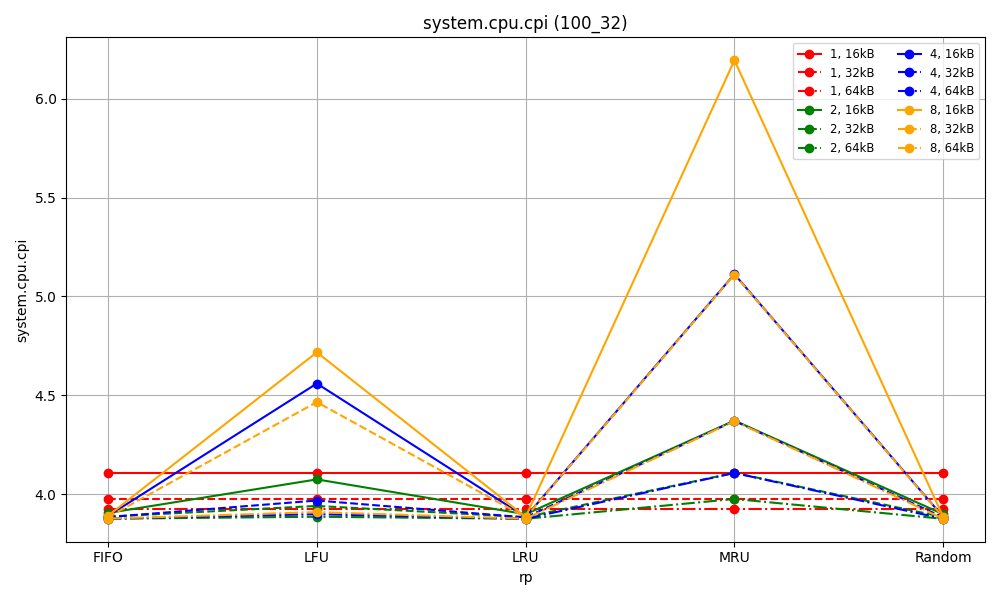 system.cpu.cpi (100_32)
system.cpu.cpi
6.0
5.5
5.0
4.5
4.0
1, 16kB
1, 32kB
1, 64kB
2, 16kB
2, 32kB
2, 64kB
4, 16kB
4, 32kB
4, 64kB
8, 16kB
8, 32kB
8, 64kB
FIFO
LFU
LRU
MRU
Random
rp